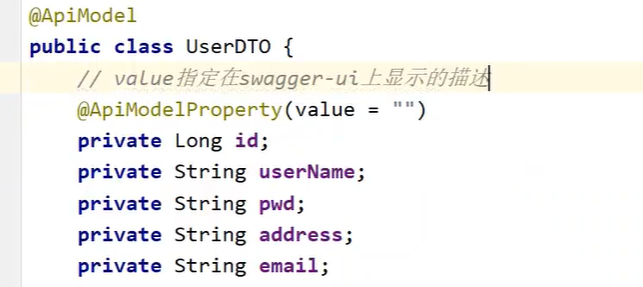 @ApiModel
public class UserDTO {
// value指定在swagger-ui上显示的描述
@ApiModelProperty(value = "")
private Long id;
private String userName;
private String pwd;
private String address;
private String email;